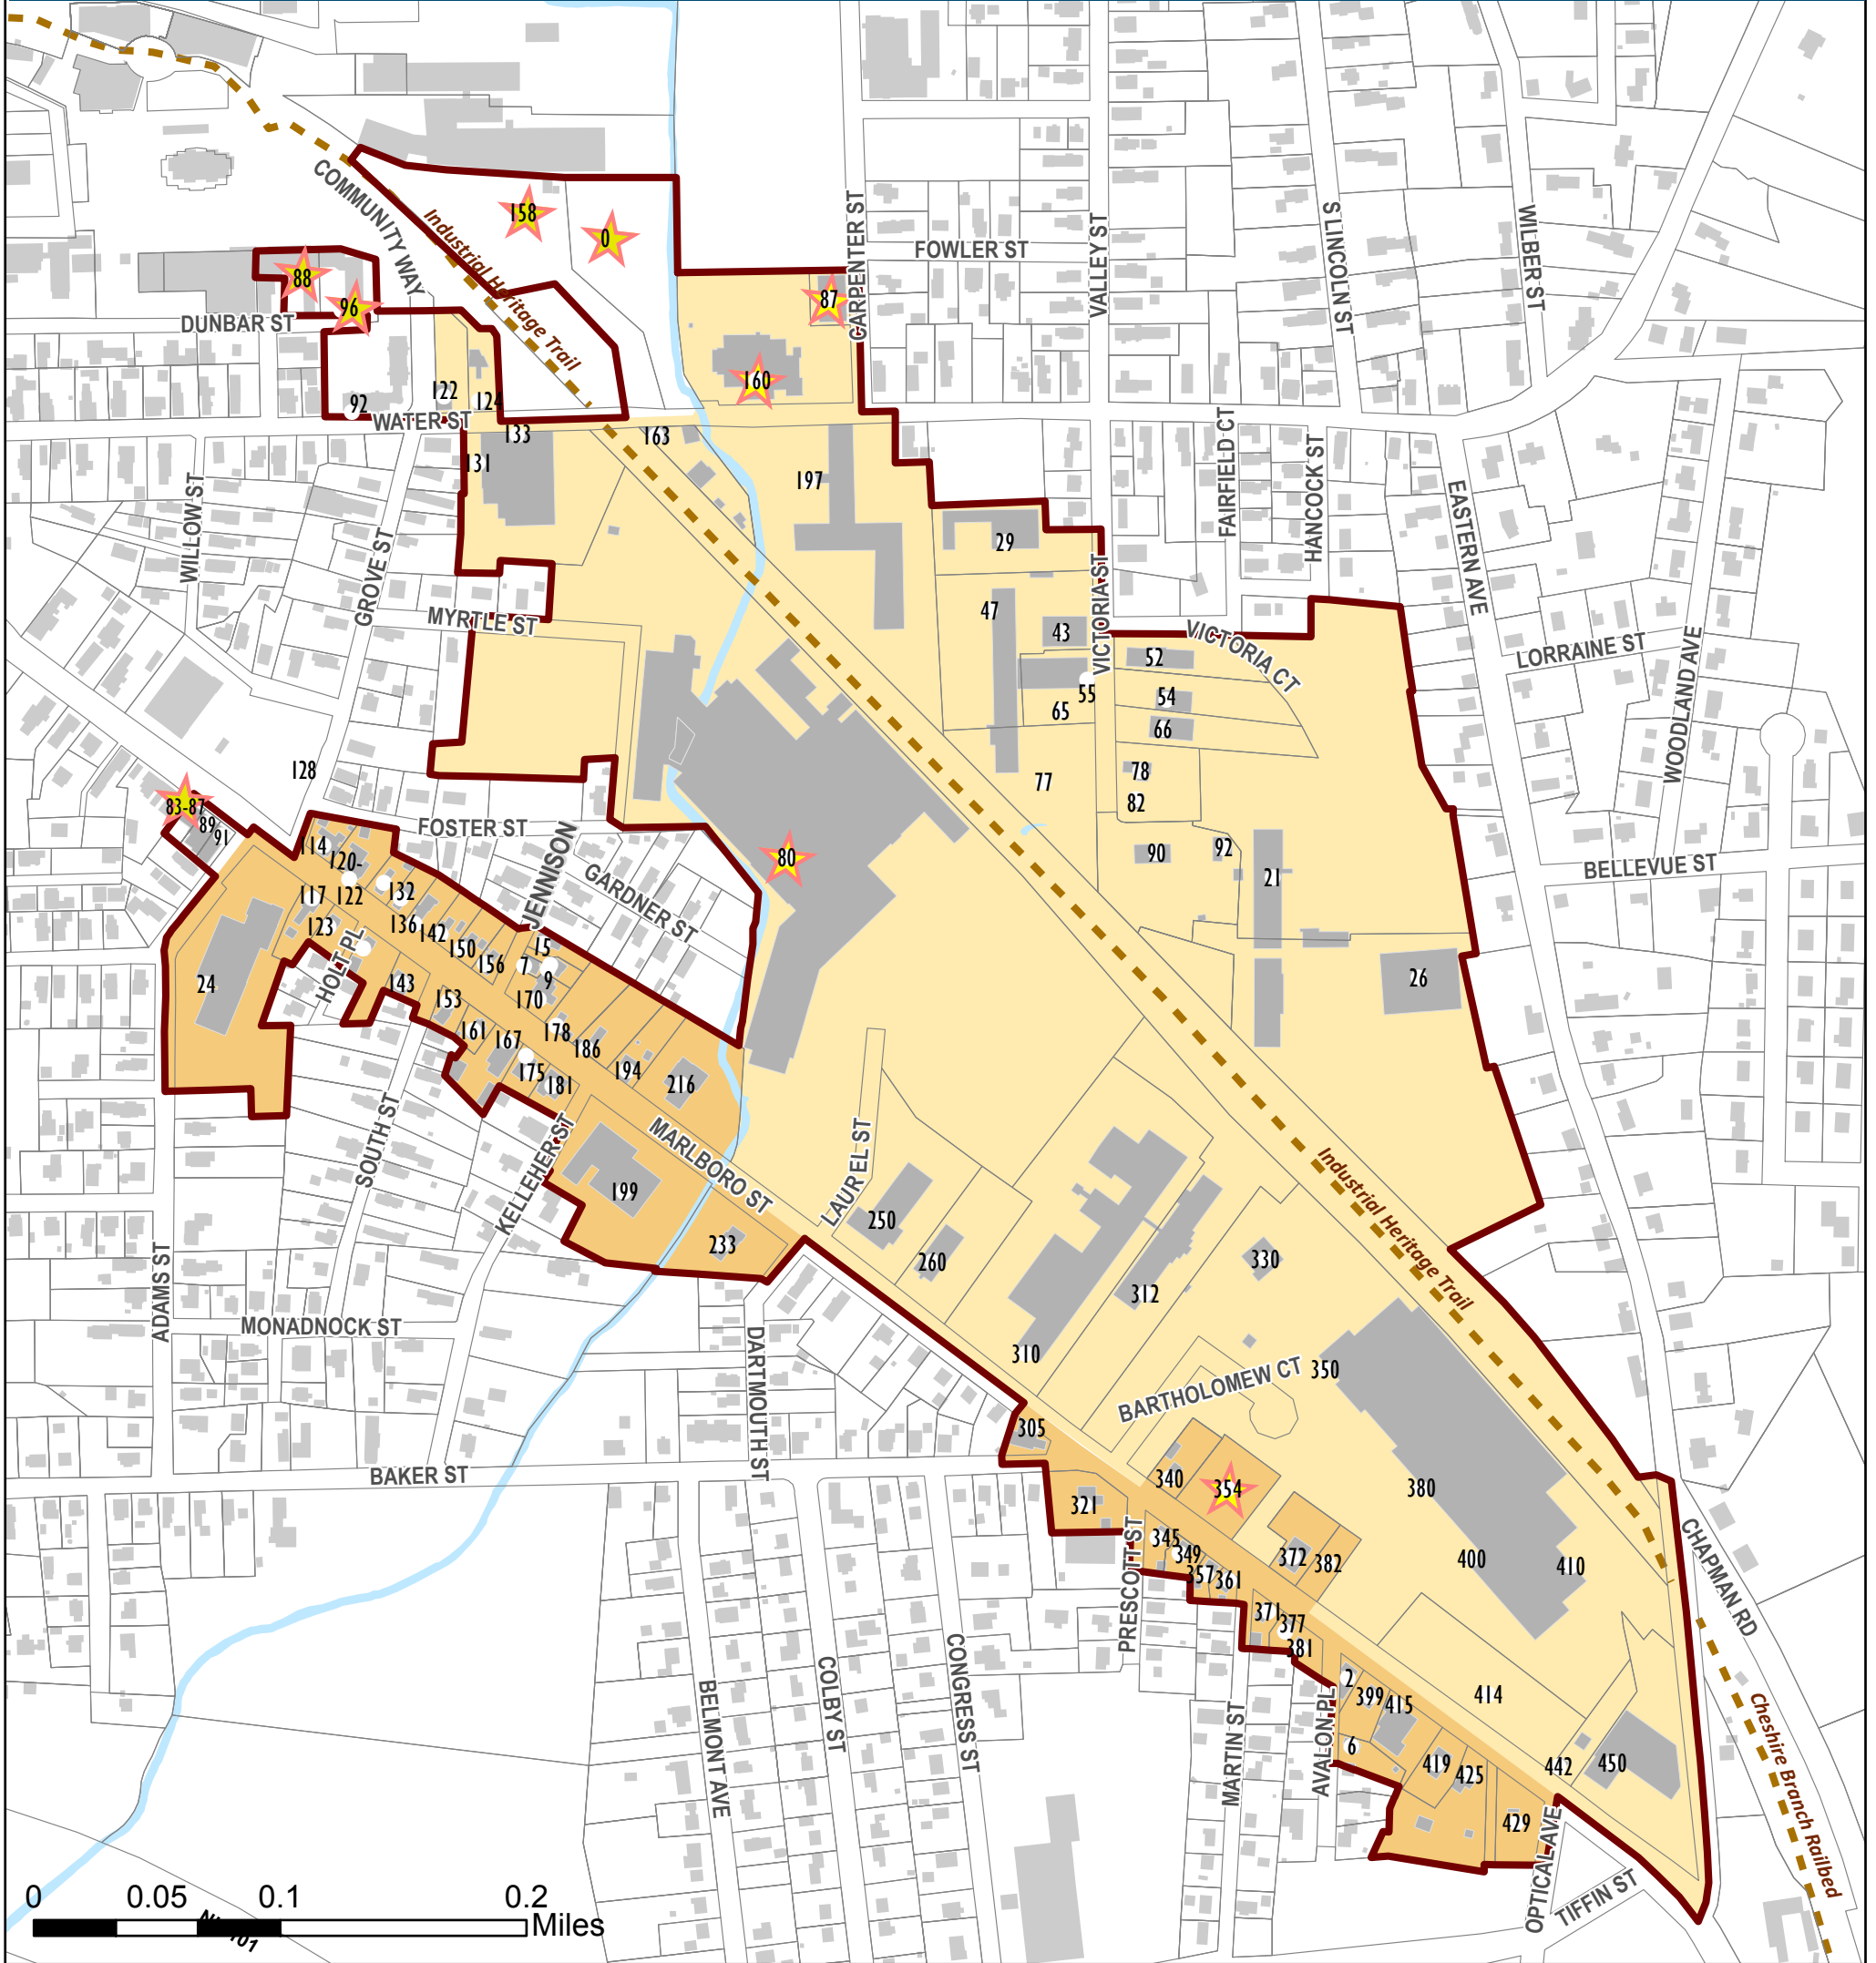 COMMUNITY WAY
Industrial Heritage Trail
158
0
CARPENTER ST
FOWLER ST
VALLEY ST
S LINCOLN ST
WILBER ST
88
96
87
DUNBAR ST
160
122
124
92
WATER ST
133
163
131
197
FAIRFIELD CT
HANCOCK ST
EASTERN AVE
WILLOW ST
GROVE ST
29
MYRTLE ST
47
43
VICTORIA ST
VICTORIA CT
52
LORRAINE ST
WOODLAND AVE
55
54
65
66
128
77
78
82
83-87
89
91
FOSTER ST
114
120-
122
JENNISON
GARDNER ST
80
90
92
21
BELLEVUE ST
117
132
123
136
142
150
156
15
7
9
HOLT PL
24
143
153
170
26
161
167
178
186
175
181
194
216
SOUTH ST
KELLEHER ST
MARLBORO ST
LAUREL ST
199
233
250
260
Industrial Heritage Trail
330
312
310
ADAMS ST
MONADNOCK ST
DARTMOUTH ST
BARTHOLOMEW CT
350
305
BAKER ST
340
354
380
321
PRESCOTT ST
345
349
357
361
372
382
400
410
CHAPMAN RD
371
377
381
BELMONT AVE
COLBY ST
CONGRESS ST
MARTIN ST
AVALON PL
2
399
415
414
6
419
425
442
450
429
OPTICAL AVE
TIFFIN ST
Cheshire Branch Railbed
0
0.05
0.1
0.2
Miles